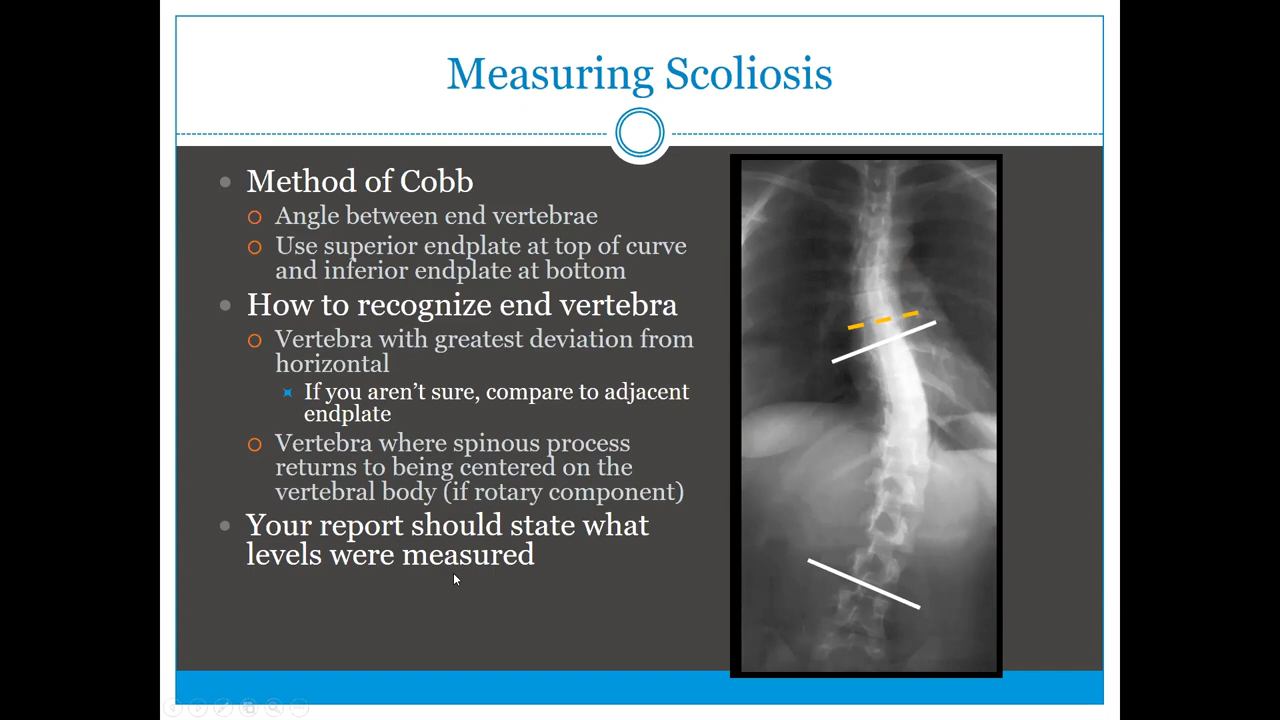 Measuring Scoliosis
Method of Cobb
Angle between end vertebrae
Use superior endplate at top of curve
and inferior endplate at bottom
How to recognize end vertebra
Vertebra with greatest deviation from
horizontal
If you aren't sure, compare to adjacent
endplate
Vertebra where spinous process
returns to being centered on the
vertebral body (if rotary component)
Your report should state what
levels were measured